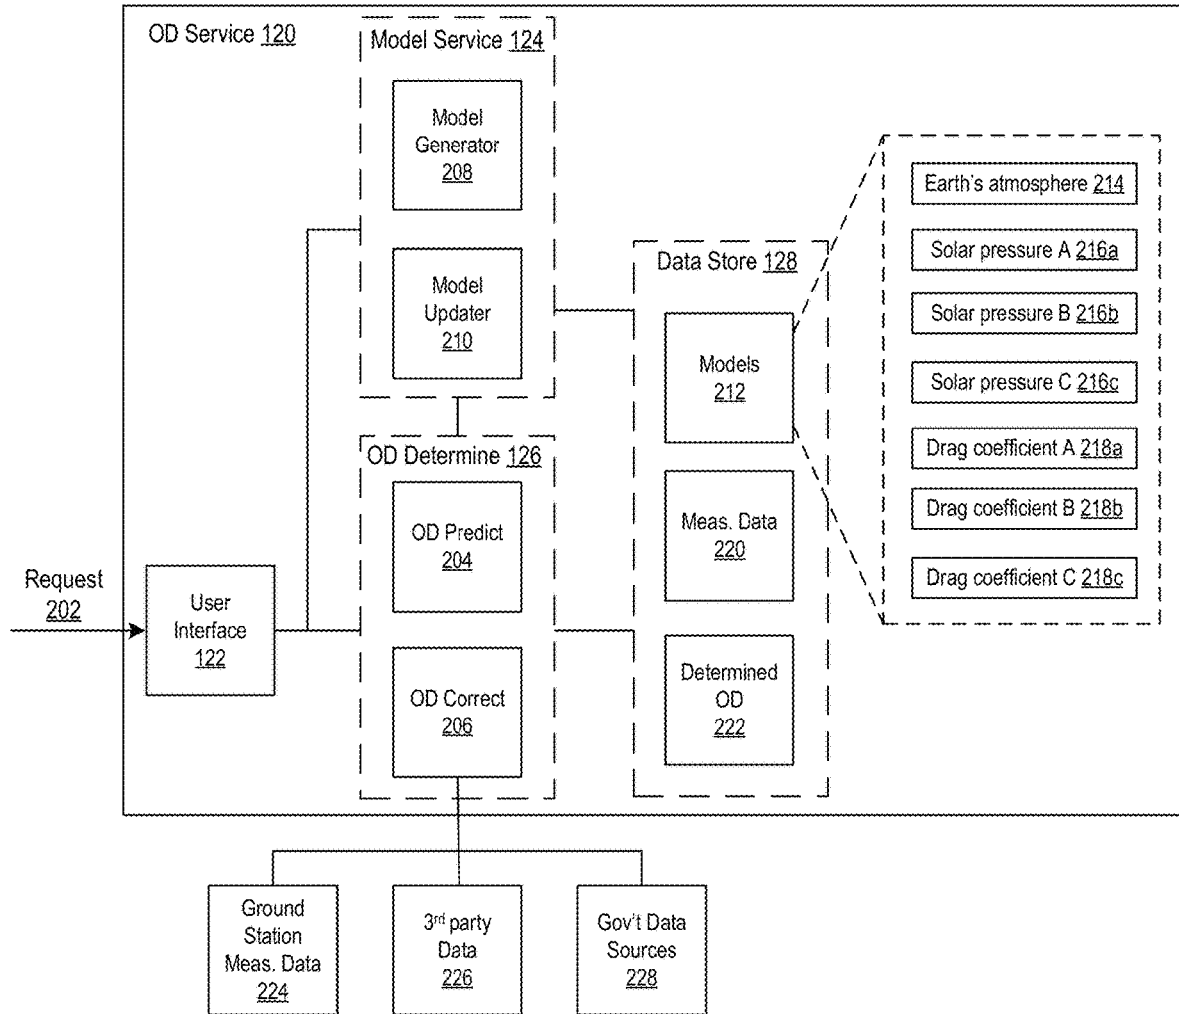 OD Service 120
Model Service 124
Model
Generator
208
Model
Updater
210
OD Determine 126
OD Predict
204
OD Correct
206
Request
202
User
Interface
122
Data Store 128
Models
212
Meas. Data
220
Determined
OD
222
Earth's atmosphere 214
Solar pressure A 216a
Solar pressure B 216b
Solar pressure C 216c
Drag coefficient A 218a
Drag coefficient B 218b
Drag coefficient C 218c
Ground
Station
Meas. Data
224
3rd party
Data
226
Gov't Data
Sources
228